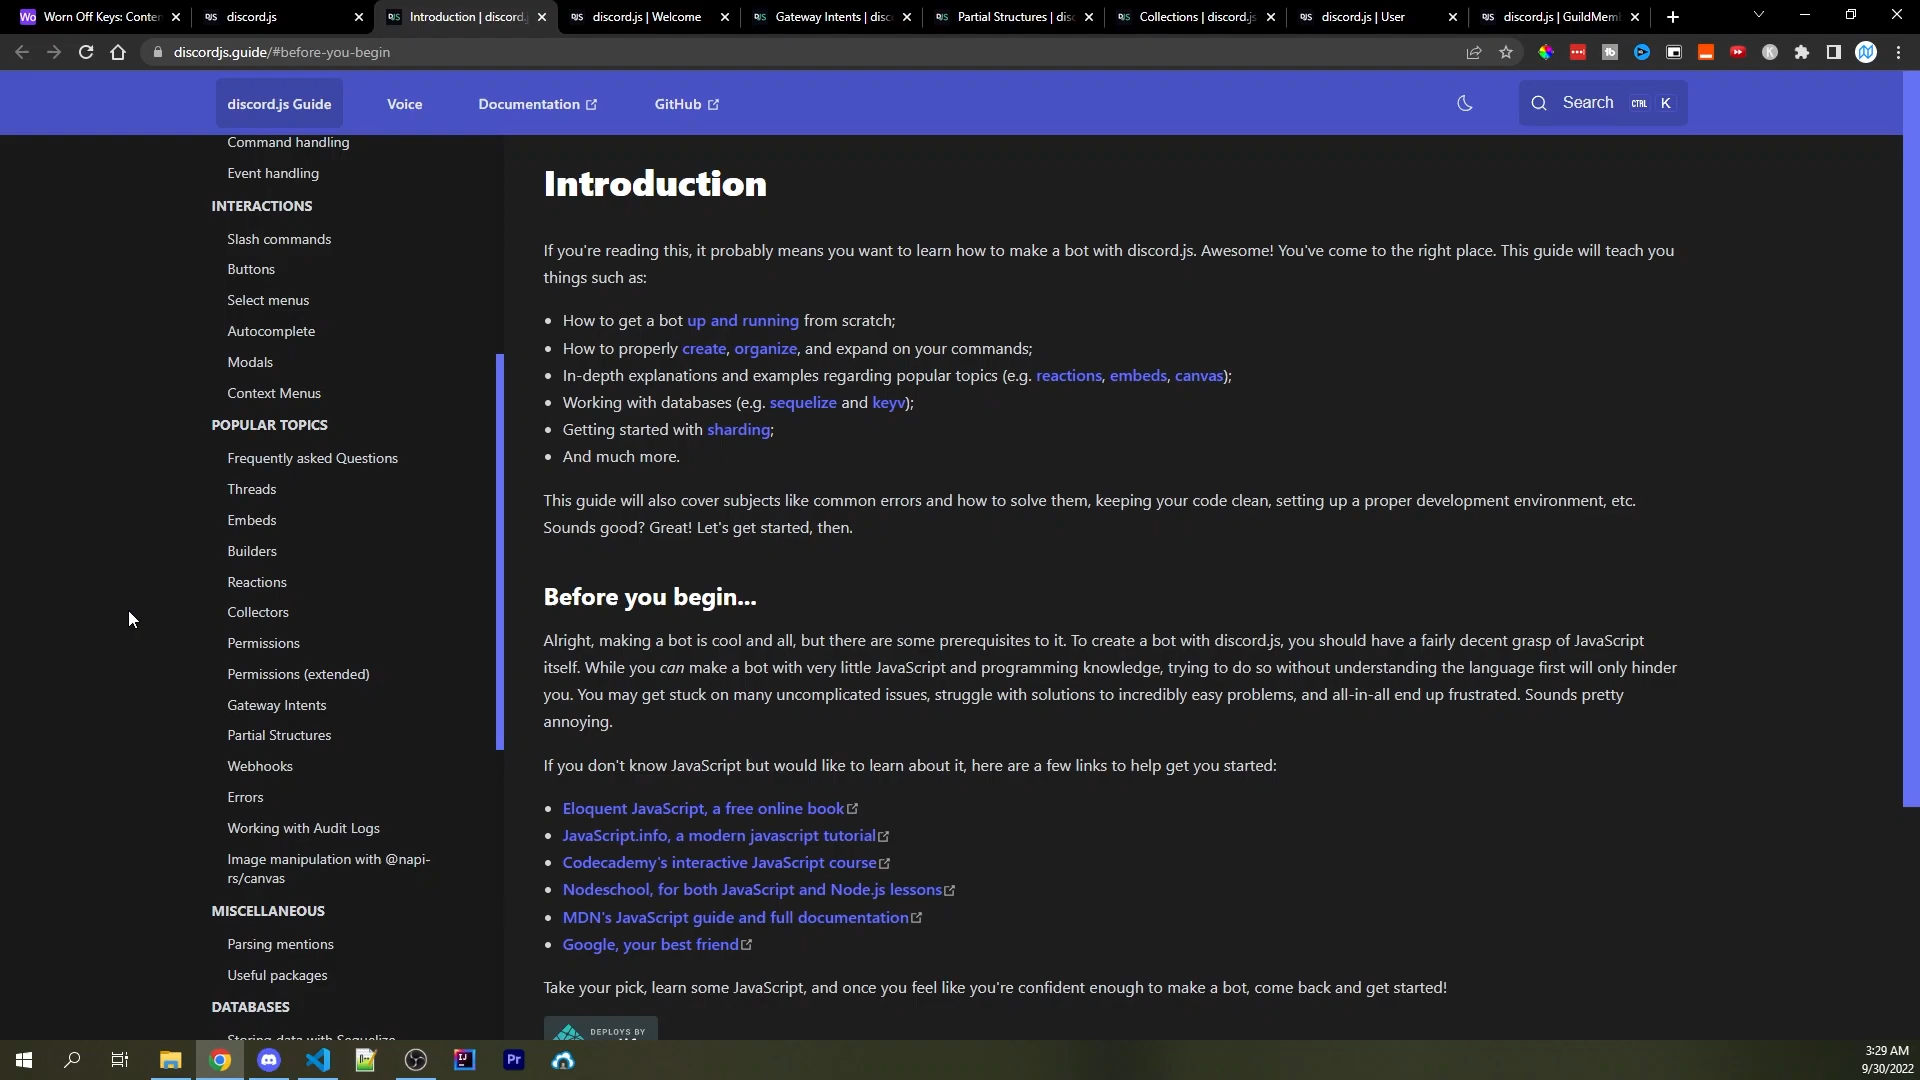 Worn Off Keys: Conter
discord.js
Introduction | discord.
discord.js | Welcome
Gateway Intents | disc
Partial Structures | disc
Collections | discord.js
discord.js | User
discord.js | GuildMem
discordjs.guide/#before-you-begin
discord.js Guide
Voice
Documentation
GitHub
Search
CTRL K
Command handling
Event handling
INTERACTIONS
Slash commands
Buttons
Select menus
Autocomplete
Modals
Context Menus
POPULAR TOPICS
Frequently asked Questions
Threads
Embeds
Builders
Reactions
Collectors
Permissions
Permissions (extended)
Gateway Intents
Partial Structures
Webhooks
Errors
Working with Audit Logs
Image manipulation with @napi-
rs/canvas
MISCELLANEOUS
Parsing mentions
Useful packages
DATABASES
Storing data with Sequelize
Introduction
If you're reading this, it probably means you want to learn how to make a bot with discord.js. Awesome! You've come to the right place. This guide will teach you
things such as:
• How to get a bot up and running from scratch;
• How to properly create, organize, and expand on your commands;
• In-depth explanations and examples regarding popular topics (e.g. reactions, embeds, canvas);
• Working with databases (e.g. sequelize and keyv);
• Getting started with sharding;
• And much more.
This guide will also cover subjects like common errors and how to solve them, keeping your code clean, setting up a proper development environment, etc.
Sounds good? Great! Let's get started, then.
Before you begin...
Alright, making a bot is cool and all, but there are some prerequisites to it. To create a bot with discord.js, you should have a fairly decent grasp of JavaScript
itself. While you can make a bot with very little JavaScript and programming knowledge, trying to do so without understanding the language first will only hinder
you. You may get stuck on many uncomplicated issues, struggle with solutions to incredibly easy problems, and all-in-all end up frustrated. Sounds pretty
annoying.
If you don't know JavaScript but would like to learn about it, here are a few links to help get you started:
• Eloquent JavaScript, a free online book
• JavaScript.info, a modern javascript tutorial
• Codecademy's interactive JavaScript course
• Nodeschool, for both JavaScript and Node.js lessons
• MDN's JavaScript guide and full documentation
• Google, your best friend
Take your pick, learn some JavaScript, and once you feel like you're confident enough to make a bot, come back and get started!
DEPLOYS BY
3:29 AM
9/30/2022